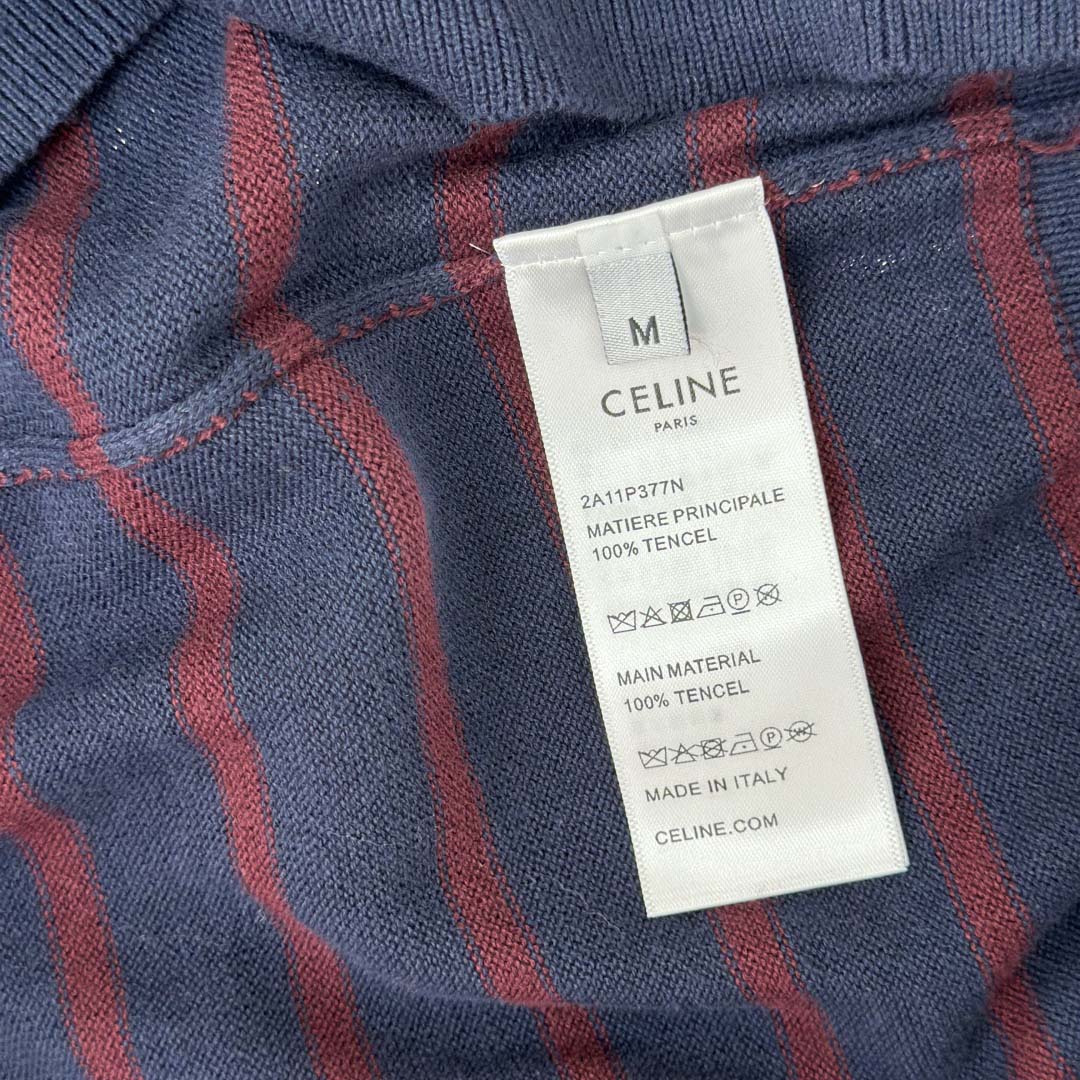 M
CELINE
PARIS
2A11P377N
MATIERE PRINCIPALE
100% TENCEL
MAIN MATERIAL
100% TENCEL
MADE IN ITALY
CELINE.COM